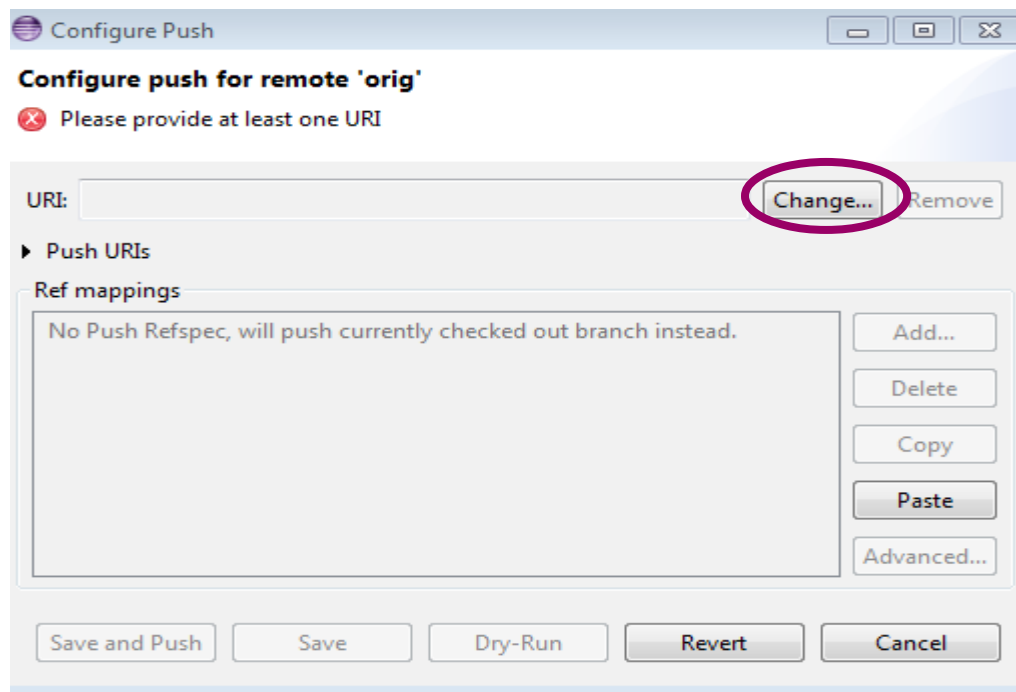 Configure Push
Configure push for remote 'orig'
Please provide at least one URI
URI: Change... Remove
Push URIs
Ref mappings
No Push Refspec, will push currently checked out branch instead.
Add...
Delete
Copy
Paste
Advanced...
Save and Push Save Dry-Run Revert Cancel